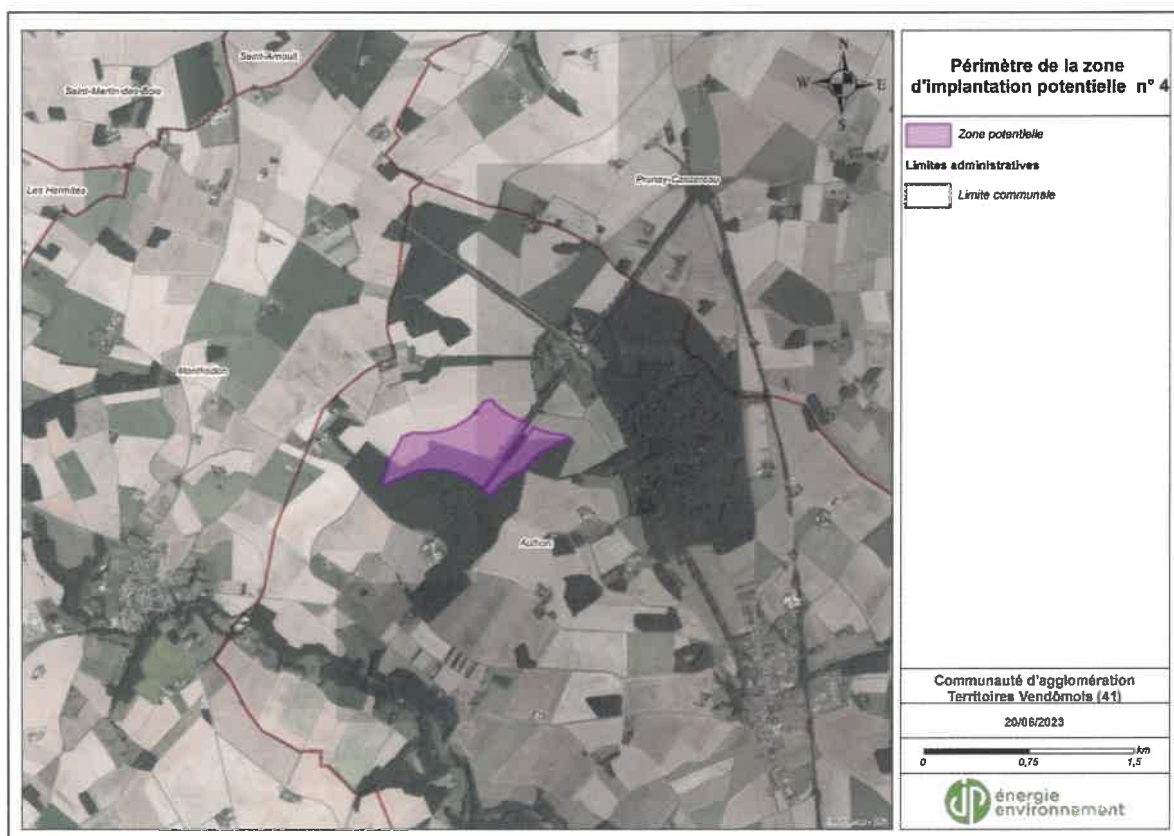 Saint-Arnoult
Saint-Martin-des-Bois
Les Hermites
Prunay-Cassereau
Monthodon
Authon
N
W
E
S
Périmètre de la zone
d'implantation potentielle n° 4
Zone potentielle
Limites administratives
Limite communale
Communauté d'agglomération
Territoires Vendômois (41)
20/06/2023
km
0 0,75 1,5
JP énergie
environnement